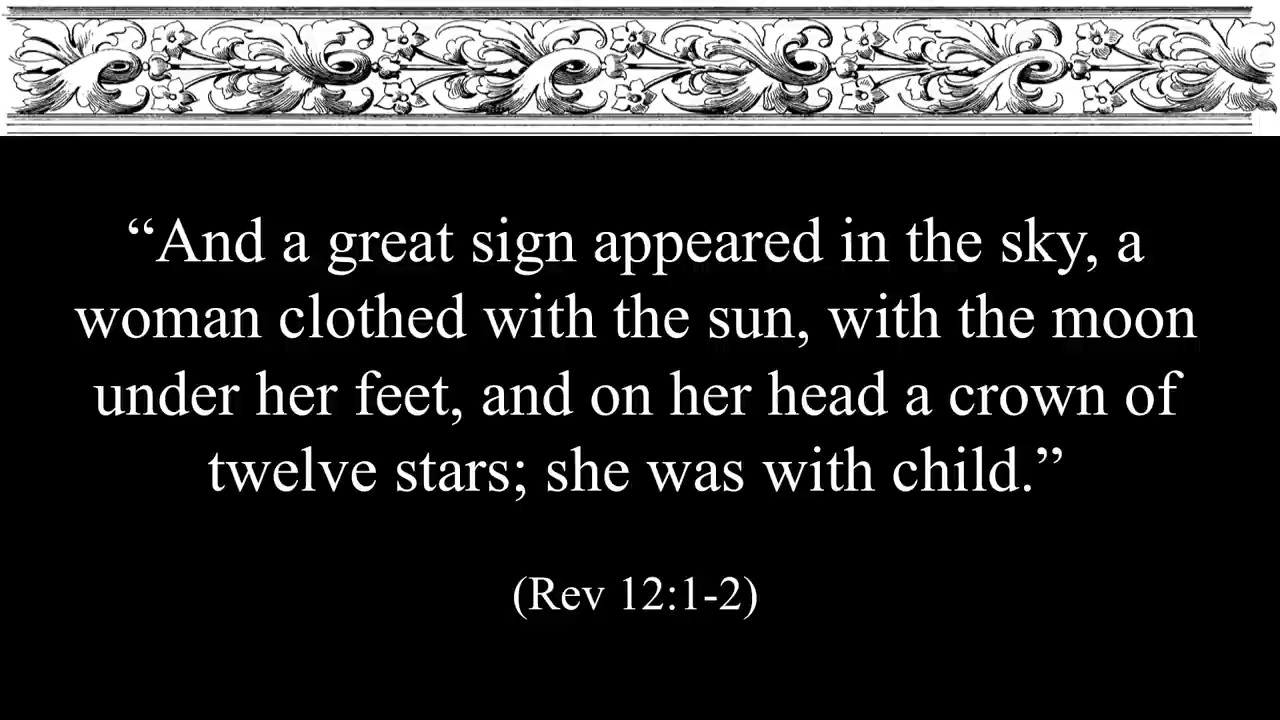 “And a great sign appeared in the sky, a
woman clothed with the sun, with the moon
under her feet, and on her head a crown of
twelve stars; she was with child.”
(Rev 12:1-2)